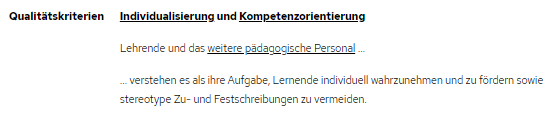 Qualitätskriterien Individualisierung und Kompetenzorientierung
Lehrende und das weitere pädagogische Personal ...
... verstehen es als ihre Aufgabe, Lernende individuell wahrzunehmen und zu fördern sowie
stereotype Zu- und Festschreibungen zu vermeiden.